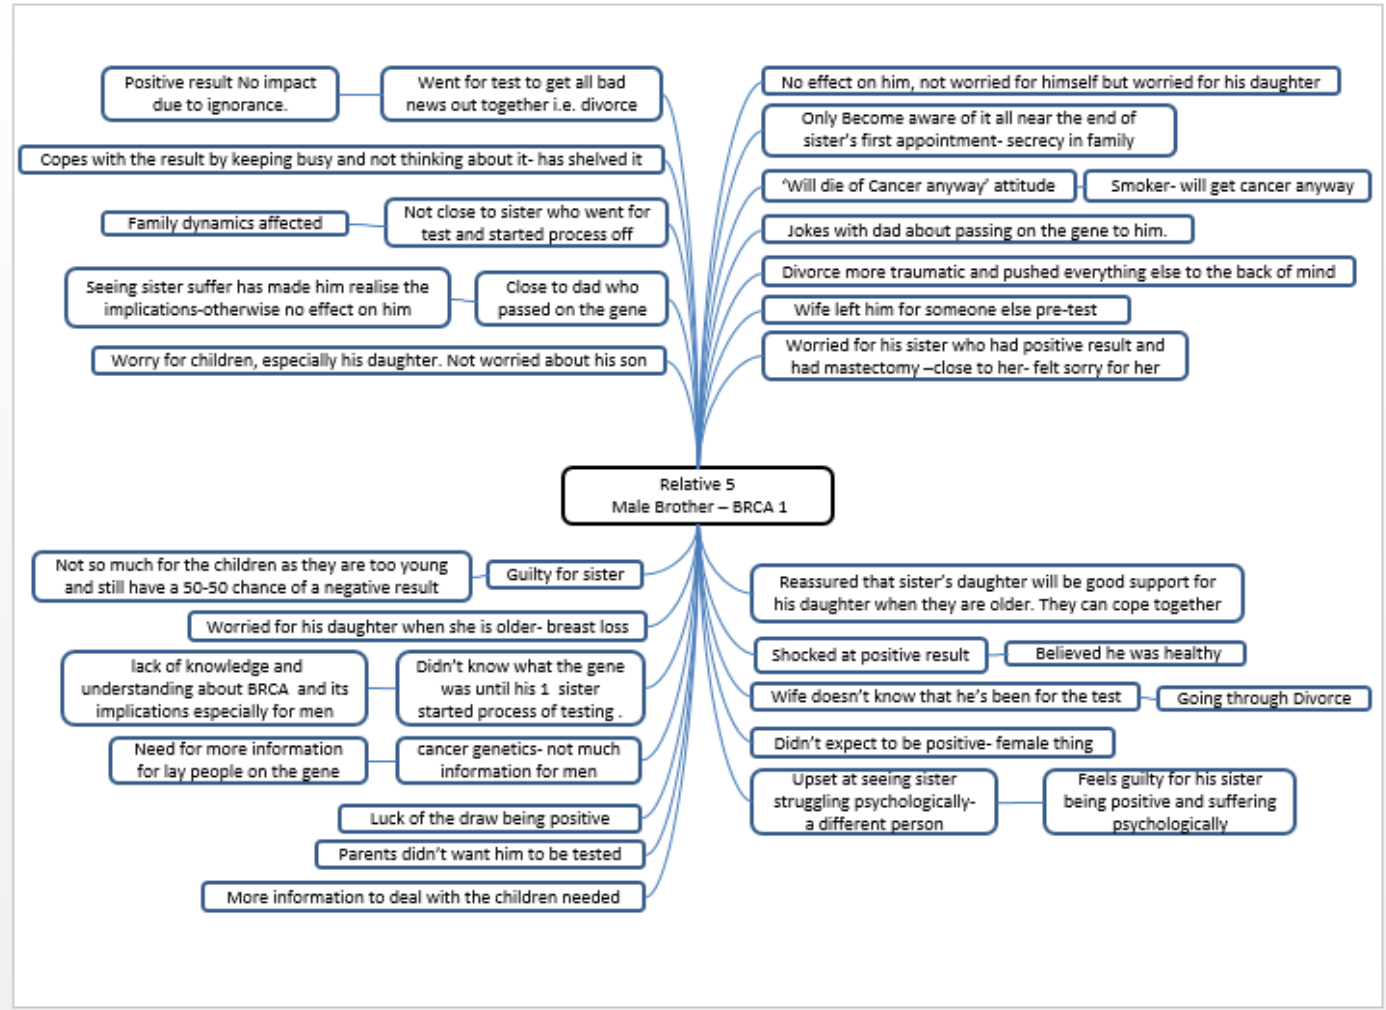 Positive result No impact
due to ignorance.
Went for test to get all bad
news out together i.e. divorce
Copes with the result by keeping busy and not thinking about it- has shelved it
Family dynamics affected
Not close to sister who went for
test and started process off
Seeing sister suffer has made him realise the
implications-otherwise no effect on him
Close to dad who
passed on the gene
Worry for children, especially his daughter. Not worried about his son
No effect on him, not worried for himself but worried for his daughter
Only Become aware of it all near the end of
sister’s first appointment- secrecy in family
‘Will die of Cancer anyway’ attitude
Smoker- will get cancer anyway
Jokes with dad about passing on the gene to him.
Divorce more traumatic and pushed everything else to the back of mind
Wife left him for someone else pre-test
Worried for his sister who had positive result and
had mastectomy –close to her- felt sorry for her
Relative 5
Male Brother – BRCA 1
Not so much for the children as they are too young
and still have a 50-50 chance of a negative result
Guilty for sister
Worried for his daughter when she is older- breast loss
lack of knowledge and
understanding about BRCA and its
implications especially for men
Didn’t know what the gene
was until his 1 sister
started process of testing .
Need for more information
for lay people on the gene
cancer genetics- not much
information for men
Luck of the draw being positive
Parents didn’t want him to be tested
More information to deal with the children needed
Reassured that sister’s daughter will be good support for
his daughter when they are older. They can cope together
Shocked at positive result
Believed he was healthy
Wife doesn’t know that he’s been for the test
Going through Divorce
Didn’t expect to be positive- female thing
Upset at seeing sister
struggling psychologically-
a different person
Feels guilty for his sister
being positive and suffering
psychologically